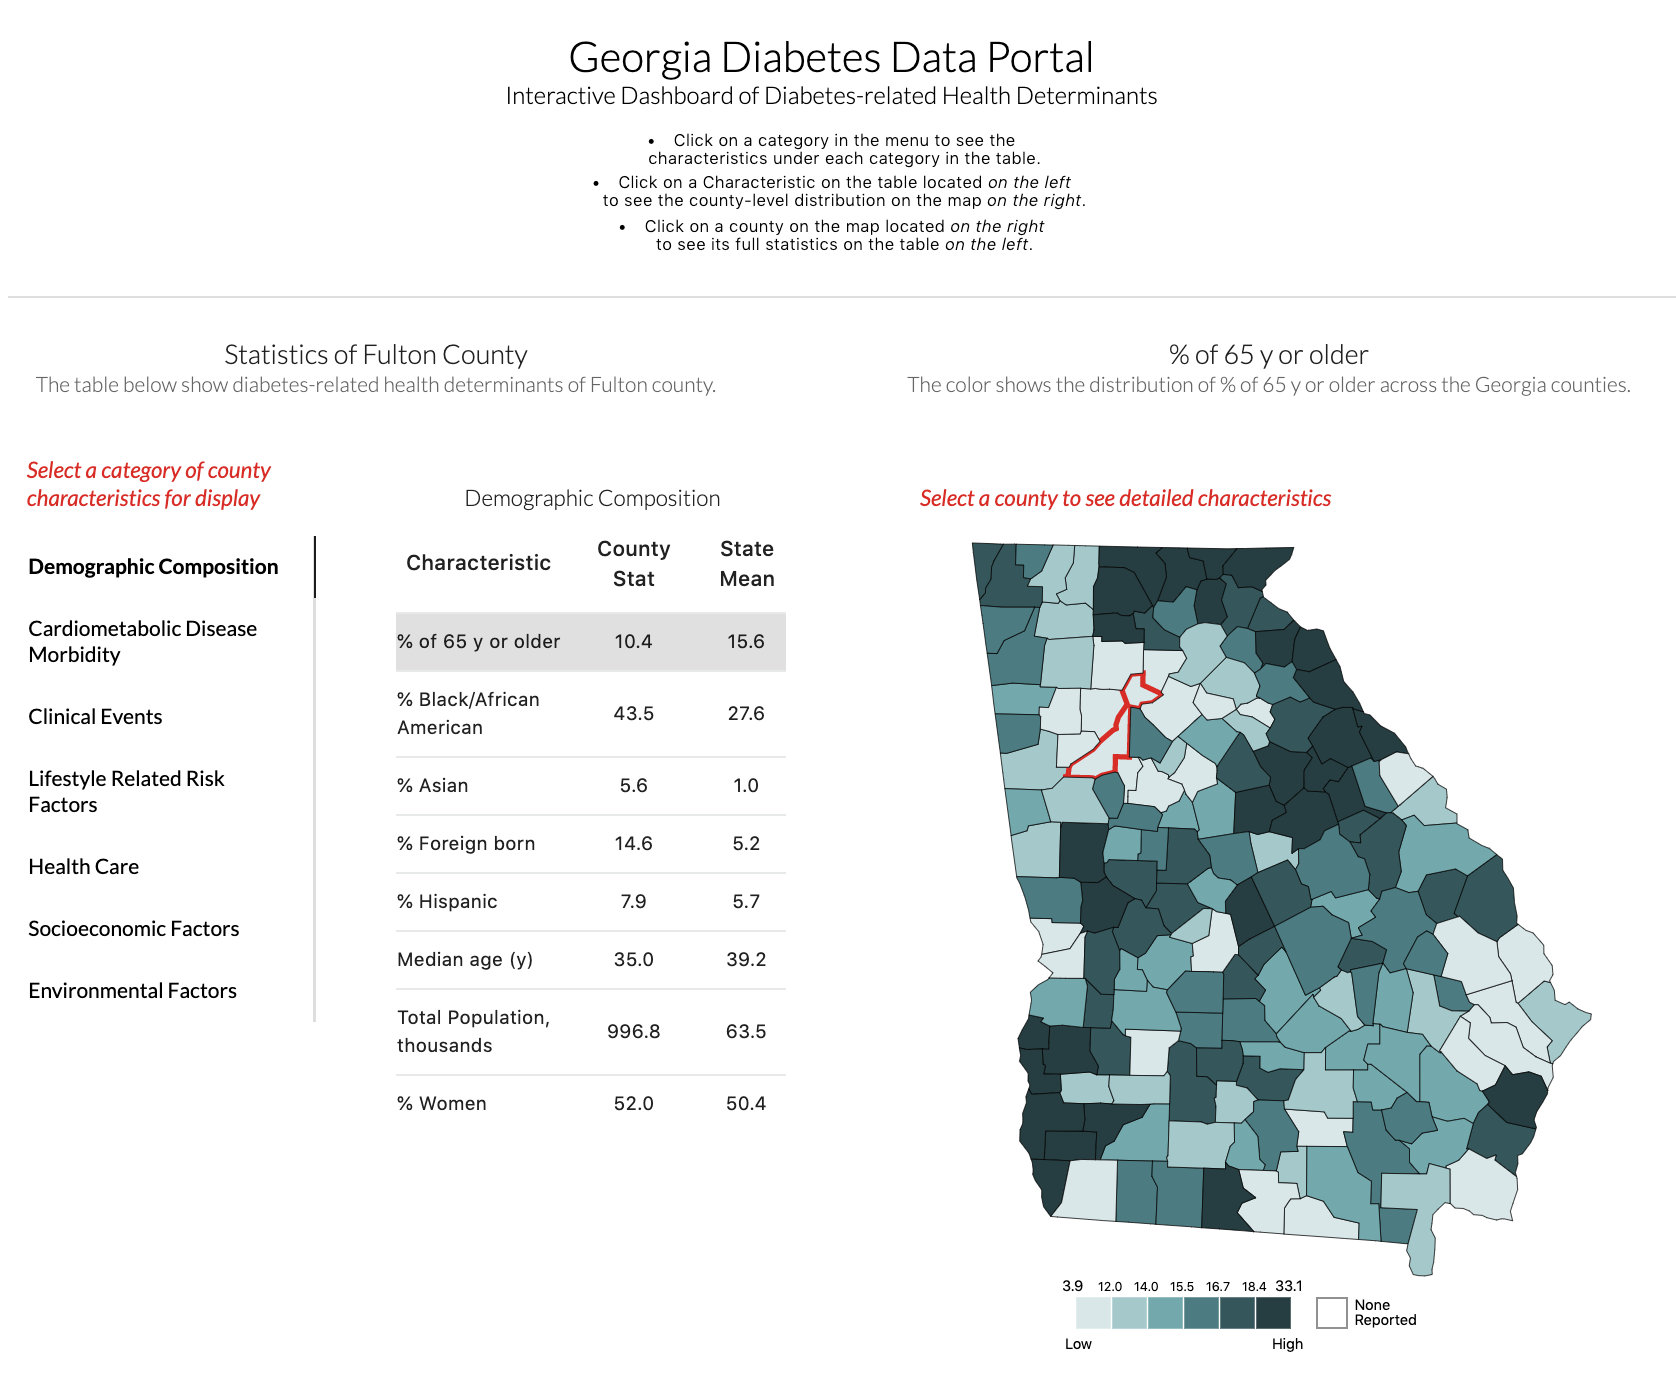 Georgia Diabetes Data Portal
Interactive Dashboard of Diabetes-related Health Determinants
• Click on a category in the menu to see the
characteristics under each category in the table.
• Click on a Characteristic on the table located on the left
to see the county-level distribution on the map on the right.
• Click on a county on the map located on the right
to see its full statistics on the table on the left.
Statistics of Fulton County
The table below show diabetes-related health determinants of Fulton county.
Select a category of county
characteristics for display
Demographic Composition
Cardiometabolic Disease
Morbidity
Clinical Events
Lifestyle Related Risk
Factors
Health Care
Socioeconomic Factors
Environmental Factors
Demographic Composition
Characteristic County Stat State Mean
% of 65 y or older 10.4 15.6
% Black/African
American 43.5 27.6
% Asian 5.6 1.0
% Foreign born 14.6 5.2
% Hispanic 7.9 5.7
Median age (y) 35.0 39.2
Total Population,
thousands 996.8 63.5
% Women 52.0 50.4
% of 65 y or older
The color shows the distribution of % of 65 y or older across the Georgia counties.
Select a county to see detailed characteristics
3.9 12.0 14.0 15.5 16.7 18.4 33.1
Low High
None
Reported